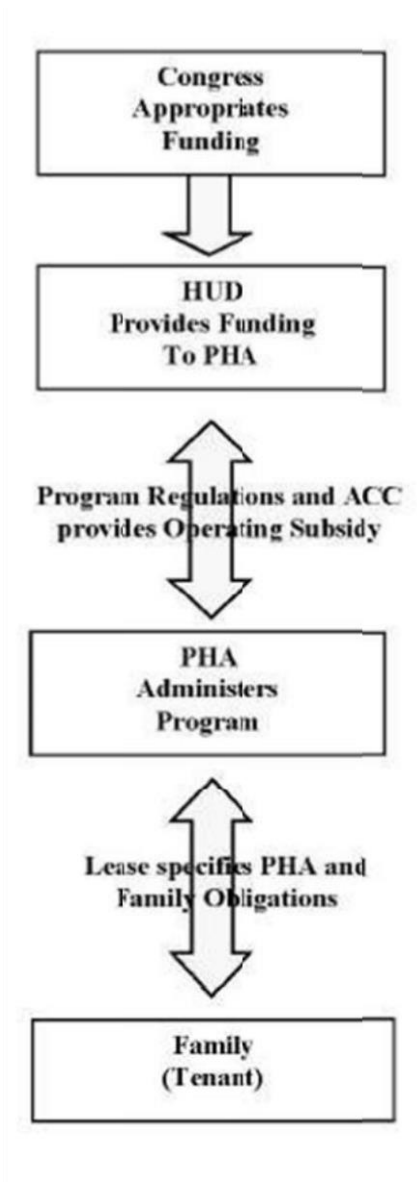 Congress
Appropriates
Funding
HUD
Provides Funding
To PHA
Program Regulations and ACC
provides Operating Subsidy
PHA
Administers
Program
Lease specifies PHA and
Family Obligations
Family
(Tenant)